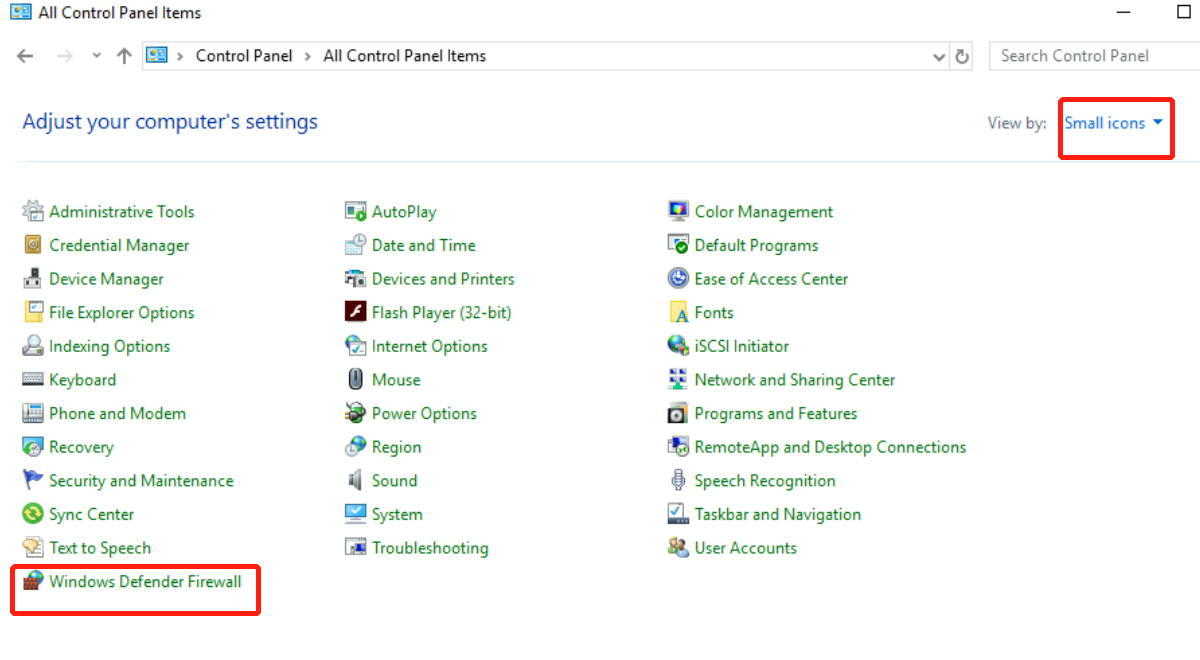 All Control Panel Items
Control Panel > All Control Panel Items
Search Control Panel
Adjust your computer's settings
View by: Small icons
Administrative Tools AutoPlay Color Management
Credential Manager Date and Time Default Programs
Device Manager Devices and Printers Ease of Access Center
File Explorer Options Flash Player (32-bit) Fonts
Indexing Options Internet Options iSCSI Initiator
Keyboard Mouse Network and Sharing Center
Phone and Modem Power Options Programs and Features
Recovery Region RemoteApp and Desktop Connections
Security and Maintenance Sound Speech Recognition
Sync Center System Taskbar and Navigation
Text to Speech Troubleshooting User Accounts
Windows Defender Firewall